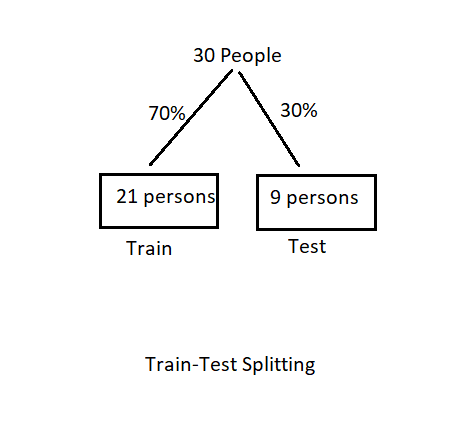 30 People
70%
30%
21 persons
9 persons
Train
Test
Train-Test Splitting